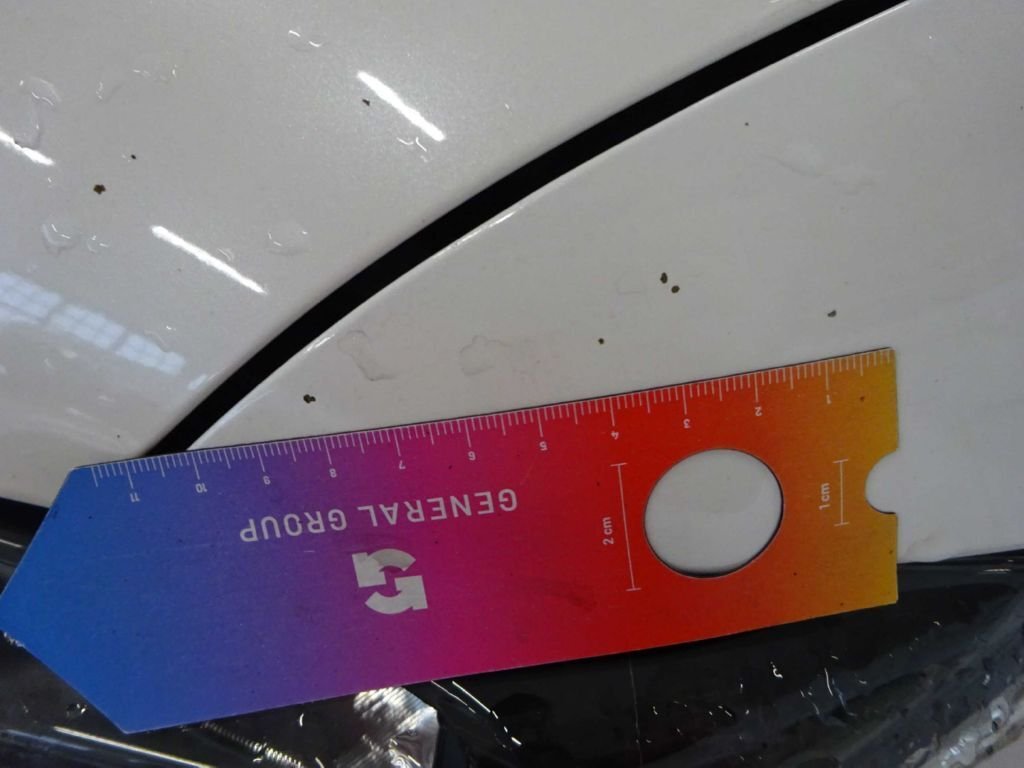 11 10 9 8 7 6 5 4 3 2 1
GENERAL GROUP
2 cm
1 cm